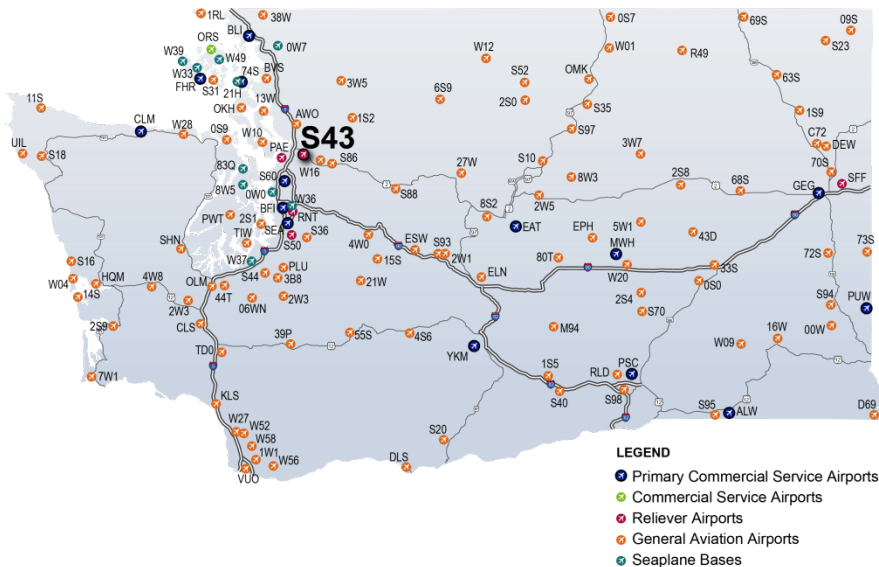 1RL
38W
0S7
69S
09S
BLI
ORS
0W7
W39
W49
W12
W01
R49
S23
W33
74S
BVS
S52
OMK
63S
FHR
S31
21H
3W5
6S9
2S0
11S
OKH
13W
S35
1S9
CLM
W28
0S9
AWO
1S2
S97
C72
DEW
W10
S43
UIL
S18
PAE
W16
S86
S10
3W7
70S
83Q
S60
27W
8W3
2S8
68S
GEG
SFF
8W5
0W0
W36
S88
2W5
PWT
2S1
BFI
RNT
8S2
EAT
EPH
5W1
43D
SEA
S50
S36
4W0
ESW
S93
2W1
SHN
TIW
W37
PLU
15S
80T
MWH
W20
33S
72S
73S
S16
W04
HQM
4W8
OLM
S44
3B8
21W
ELN
2S4
0S0
14S
2W3
44T
06WN
2W3
S70
S94
PUW
2S9
CLS
39P
55S
4S6
M94
W09
16W
00W
TD0
YKM
7W1
1S5
RLD
PSC
KLS
S40
S98
S95
ALW
D69
W27
W52
W58
S20
1W1
W56
DLS
VUO
LEGEND
Primary Commercial Service Airports
Commercial Service Airports
Reliever Airports
General Aviation Airports
Seaplane Bases